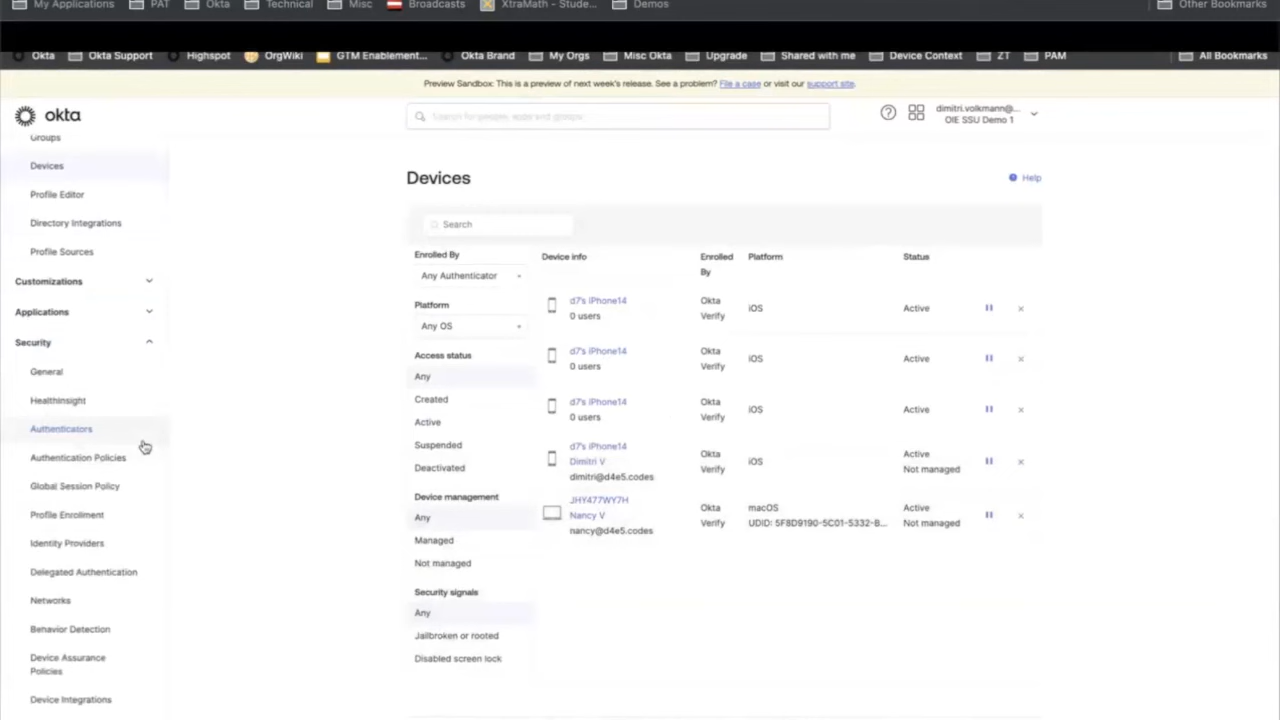 My Applications PAT Okta Technical Misc Broadcasts XtraMath - Stude... Demos Other Bookmarks
Okta Okta Support Highspot OrgWiki GTM Enablement... Okta Brand My Orgs Misc Okta Upgrade Shared with me Device Context ZT PAM All Bookmarks
Preview Sandbox: This is a preview of next week's release. See a problem? File a case or visit our support site.
okta
Search for people, apps and groups
dimitri.volkmann@...
OIE SSU Demo 1
Groups
Devices
Profile Editor
Directory Integrations
Profile Sources
Customizations
Applications
Security
General
HealthInsight
Authenticators
Authentication Policies
Global Session Policy
Profile Enrollment
Identity Providers
Delegated Authentication
Networks
Behavior Detection
Device Assurance
Policies
Device Integrations
Devices
Help
Search
Enrolled By
Any Authenticator
Platform
Any OS
Access status
Any
Created
Active
Suspended
Deactivated
Device management
Any
Managed
Not managed
Security signals
Any
Jailbroken or rooted
Disabled screen lock
Device info Enrolled By Platform Status
d7's iPhone14
0 users
Okta
Verify
iOS
Active
d7's iPhone14
0 users
Okta
Verify
iOS
Active
d7's iPhone14
0 users
Okta
Verify
iOS
Active
d7's iPhone14
Dimitri V
dimitri@d4e5.codes
Okta
Verify
iOS
Active
Not managed
JHY477WY7H
Nancy V
nancy@d4e5.codes
Okta
Verify
macOS
UDID: 5F8D9190-5C01-5332-B...
Active
Not managed